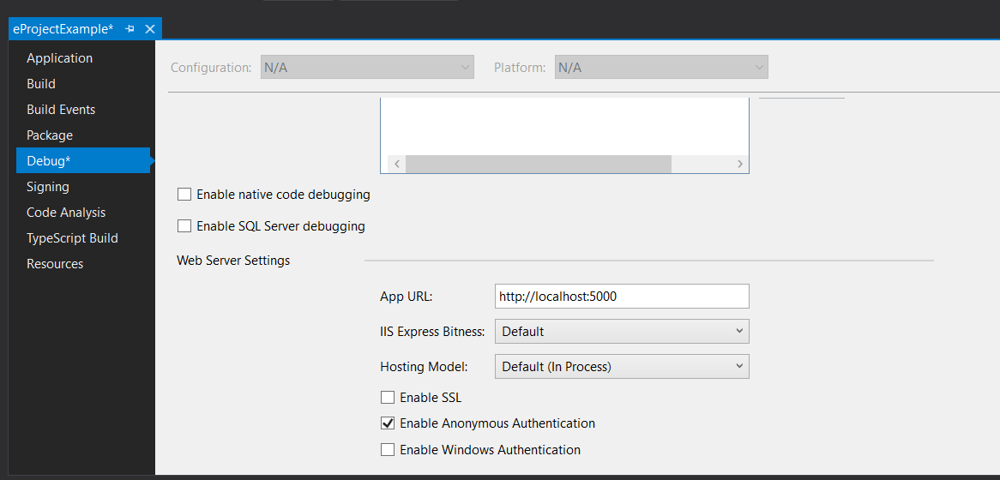 eProjectExample*
Application
Build
Build Events
Package
Debug*
Signing
Code Analysis
TypeScript Build
Resources
Configuration: N/A Platform: N/A
Enable native code debugging
Enable SQL Server debugging
Web Server Settings
App URL: http://localhost:5000
IIS Express Bitness: Default
Hosting Model: Default (In Process)
Enable SSL
Enable Anonymous Authentication
Enable Windows Authentication